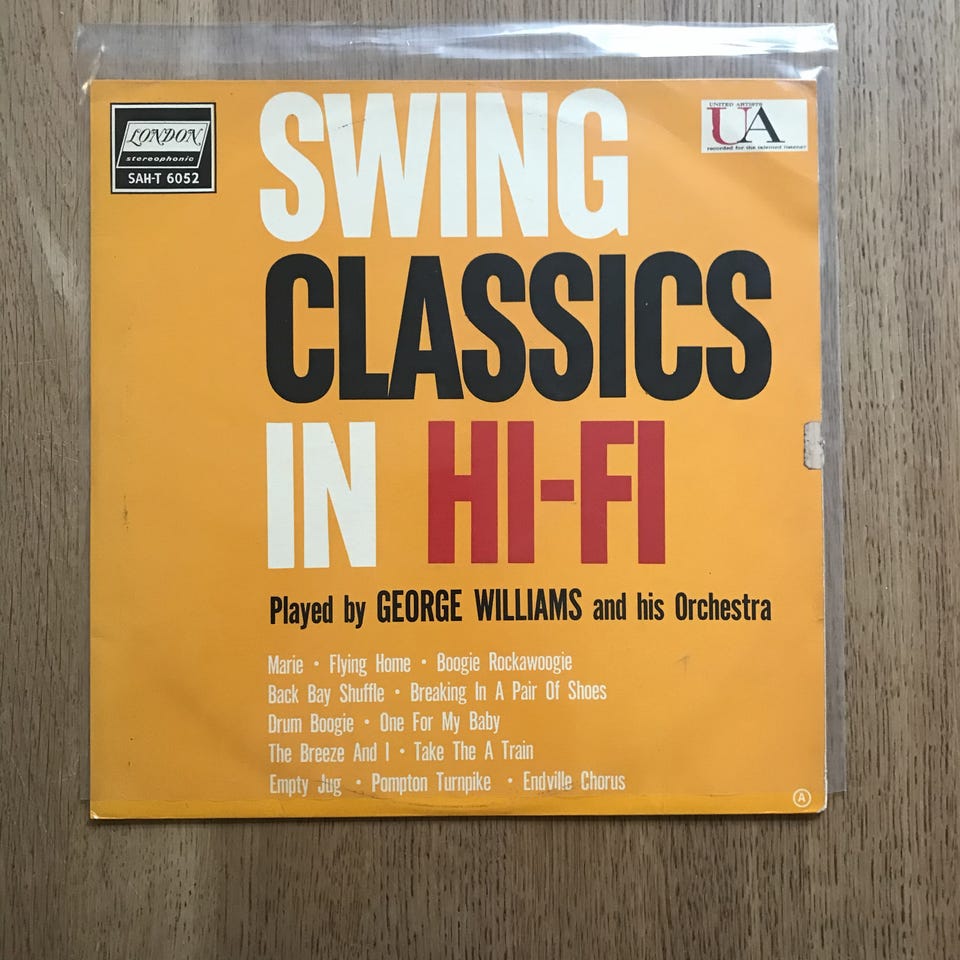 LONDON
stereophonic
SAH-T 6052
UNITED ARTISTS
UA
recorded for the talented listener
SWING
CLASSICS
IN HI-FI
Played by GEORGE WILLIAMS and his Orchestra
Marie • Flying Home • Boogie Rockawoogie
Back Bay Shuffle • Breaking In A Pair Of Shoes
Drum Boogie • One For My Baby
The Breeze And I • Take The A Train
Empty Jug • Pompton Turnpike • Endville Chorus
A